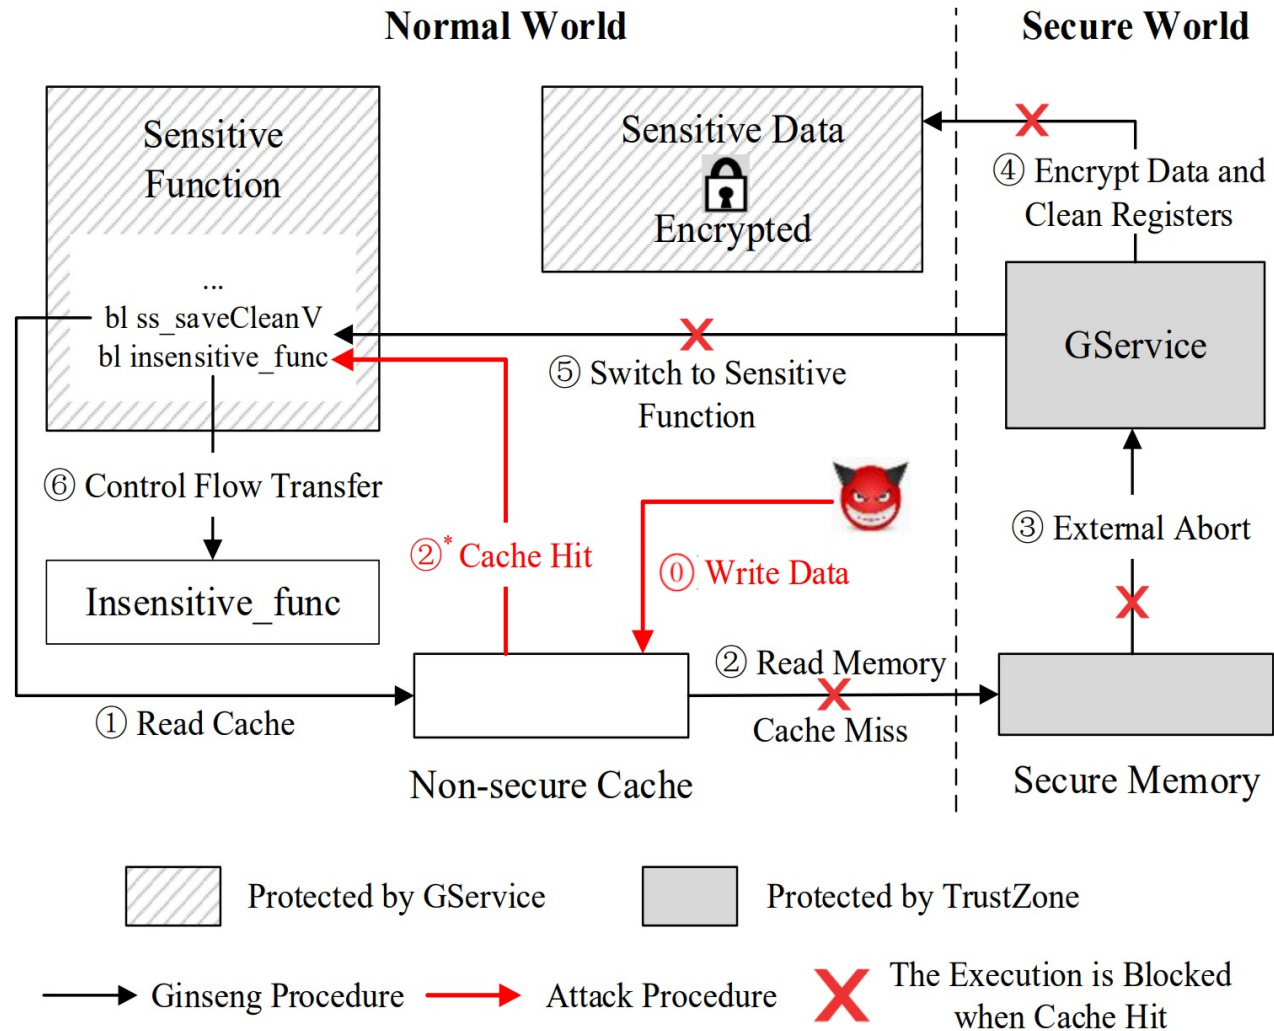 Normal World
Secure World
Sensitive
Function
...
bl ss_saveCleanV
bl insensitive_func
Sensitive Data
Encrypted
④ Encrypt Data and
Clean Registers
GService
⑤ Switch to Sensitive
Function
⑥ Control Flow Transfer
②* Cache Hit
⓪ Write Data
③ External Abort
Insensitive_func
② Read Memory
Cache Miss
① Read Cache
Non-secure Cache
Secure Memory
Protected by GService
Protected by TrustZone
Ginseng Procedure
Attack Procedure
The Execution is Blocked
when Cache Hit